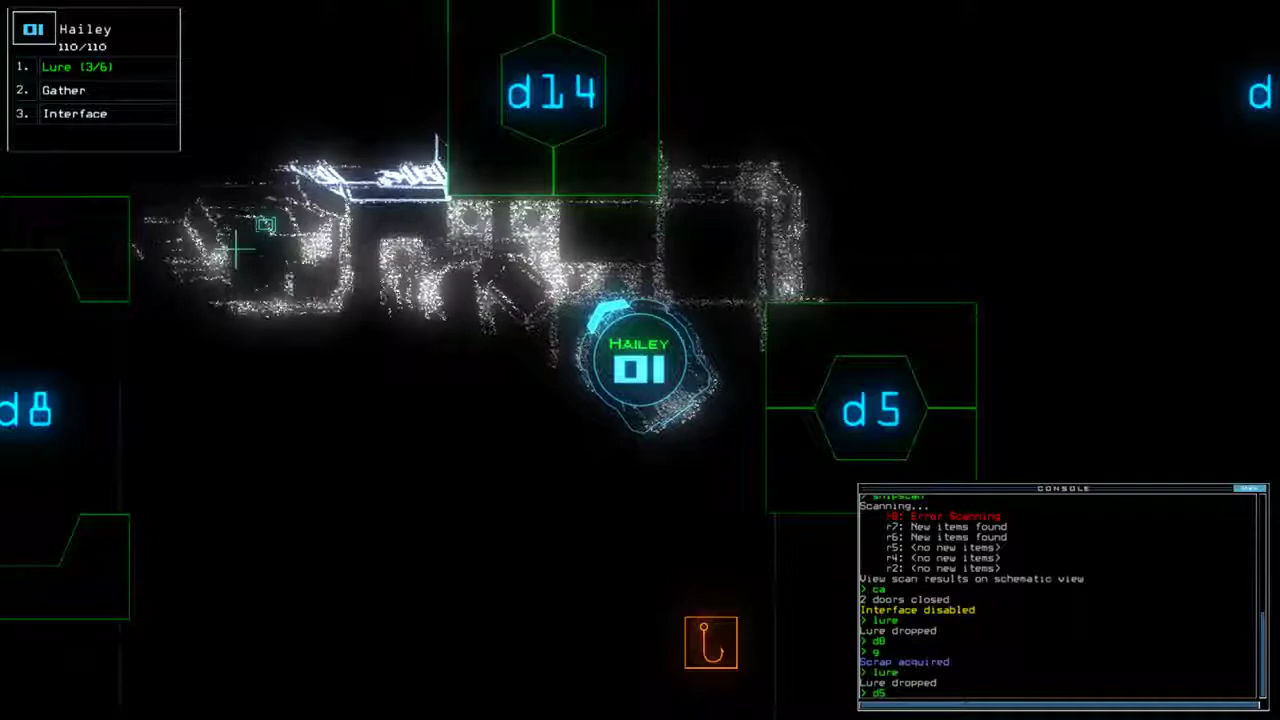 01 Hailey
110/110
1. Lure (3/6)
2. Gather
3. Interface
d14
d
d8
HAILEY
01
d5
CONSOLE
> shipscan
Scanning...
r8: Error Scanning
r7: New items found
r6: New items found
r5: <no new items>
r4: <no new items>
r2: <no new items>
View scan results on schematic view
> ca
2 doors closed
Interface disabled
> lure
Lure dropped
> d8
> g
Scrap acquired
> lure
Lure dropped
> d5